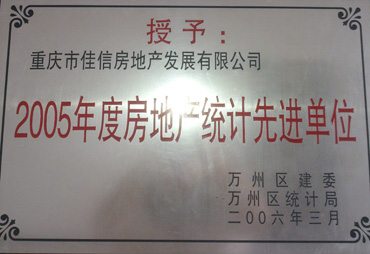 授予：
重庆市佳信房地产发展有限公司
2005年度房地产统计先进单位
万州区建委
万州区统计局
二00六年三月